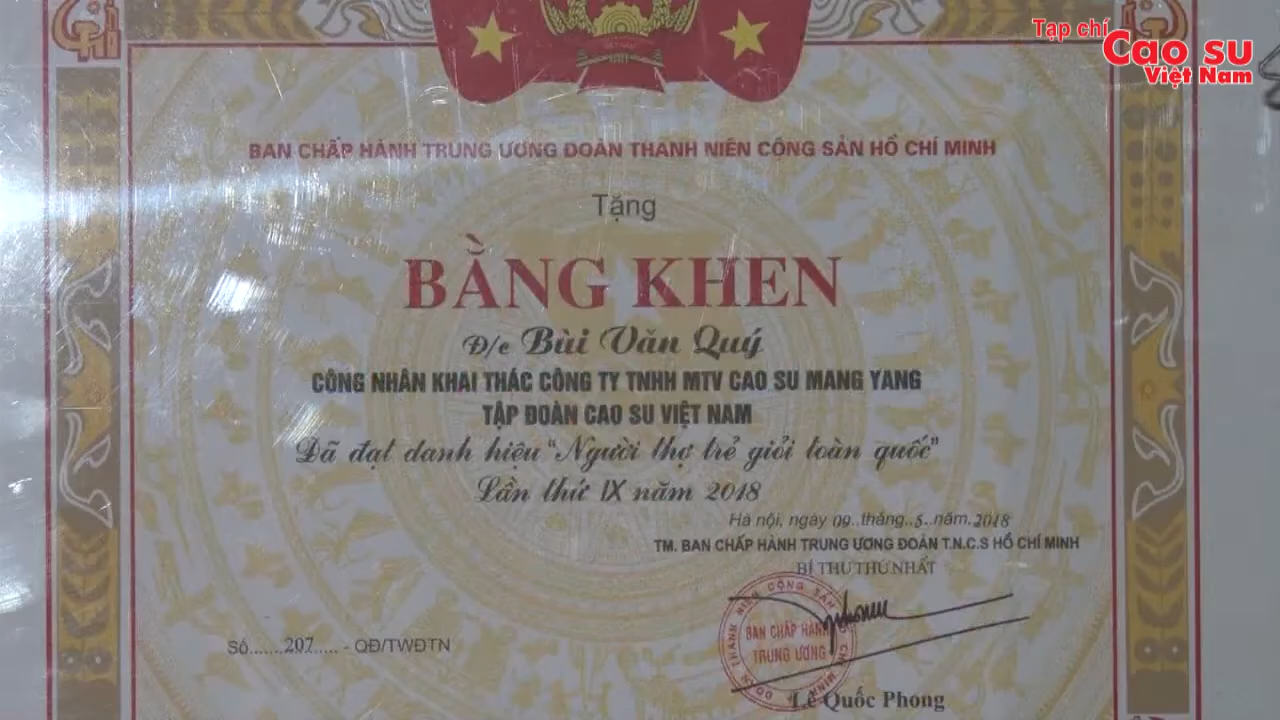 Tạp chí
Cao su
Việt Nam
BAN CHẤP HÀNH TRUNG ƯƠNG ĐOÀN THANH NIÊN CỘNG SẢN HỒ CHÍ MINH
Tặng
BẰNG KHEN
Đ/c Bùi Văn Quý
CÔNG NHÂN KHAI THÁC CÔNG TY TNHH MTV CAO SU MANG YANG
TẬP ĐOÀN CAO SU VIỆT NAM
Đã đạt danh hiệu "Người thợ trẻ giỏi toàn quốc"
Lần thứ IX năm 2018
Hà nội, ngày 09..tháng..5..năm.2018
TM. BAN CHẤP HÀNH TRUNG ƯƠNG ĐOÀN T.N.C.S HỒ CHÍ MINH
BÍ THƯ THỨ NHẤT
BAN CHẤP HÀNH
TRUNG ƯƠNG
Số......207..... - QĐ/TWĐTN
Lê Quốc Phong